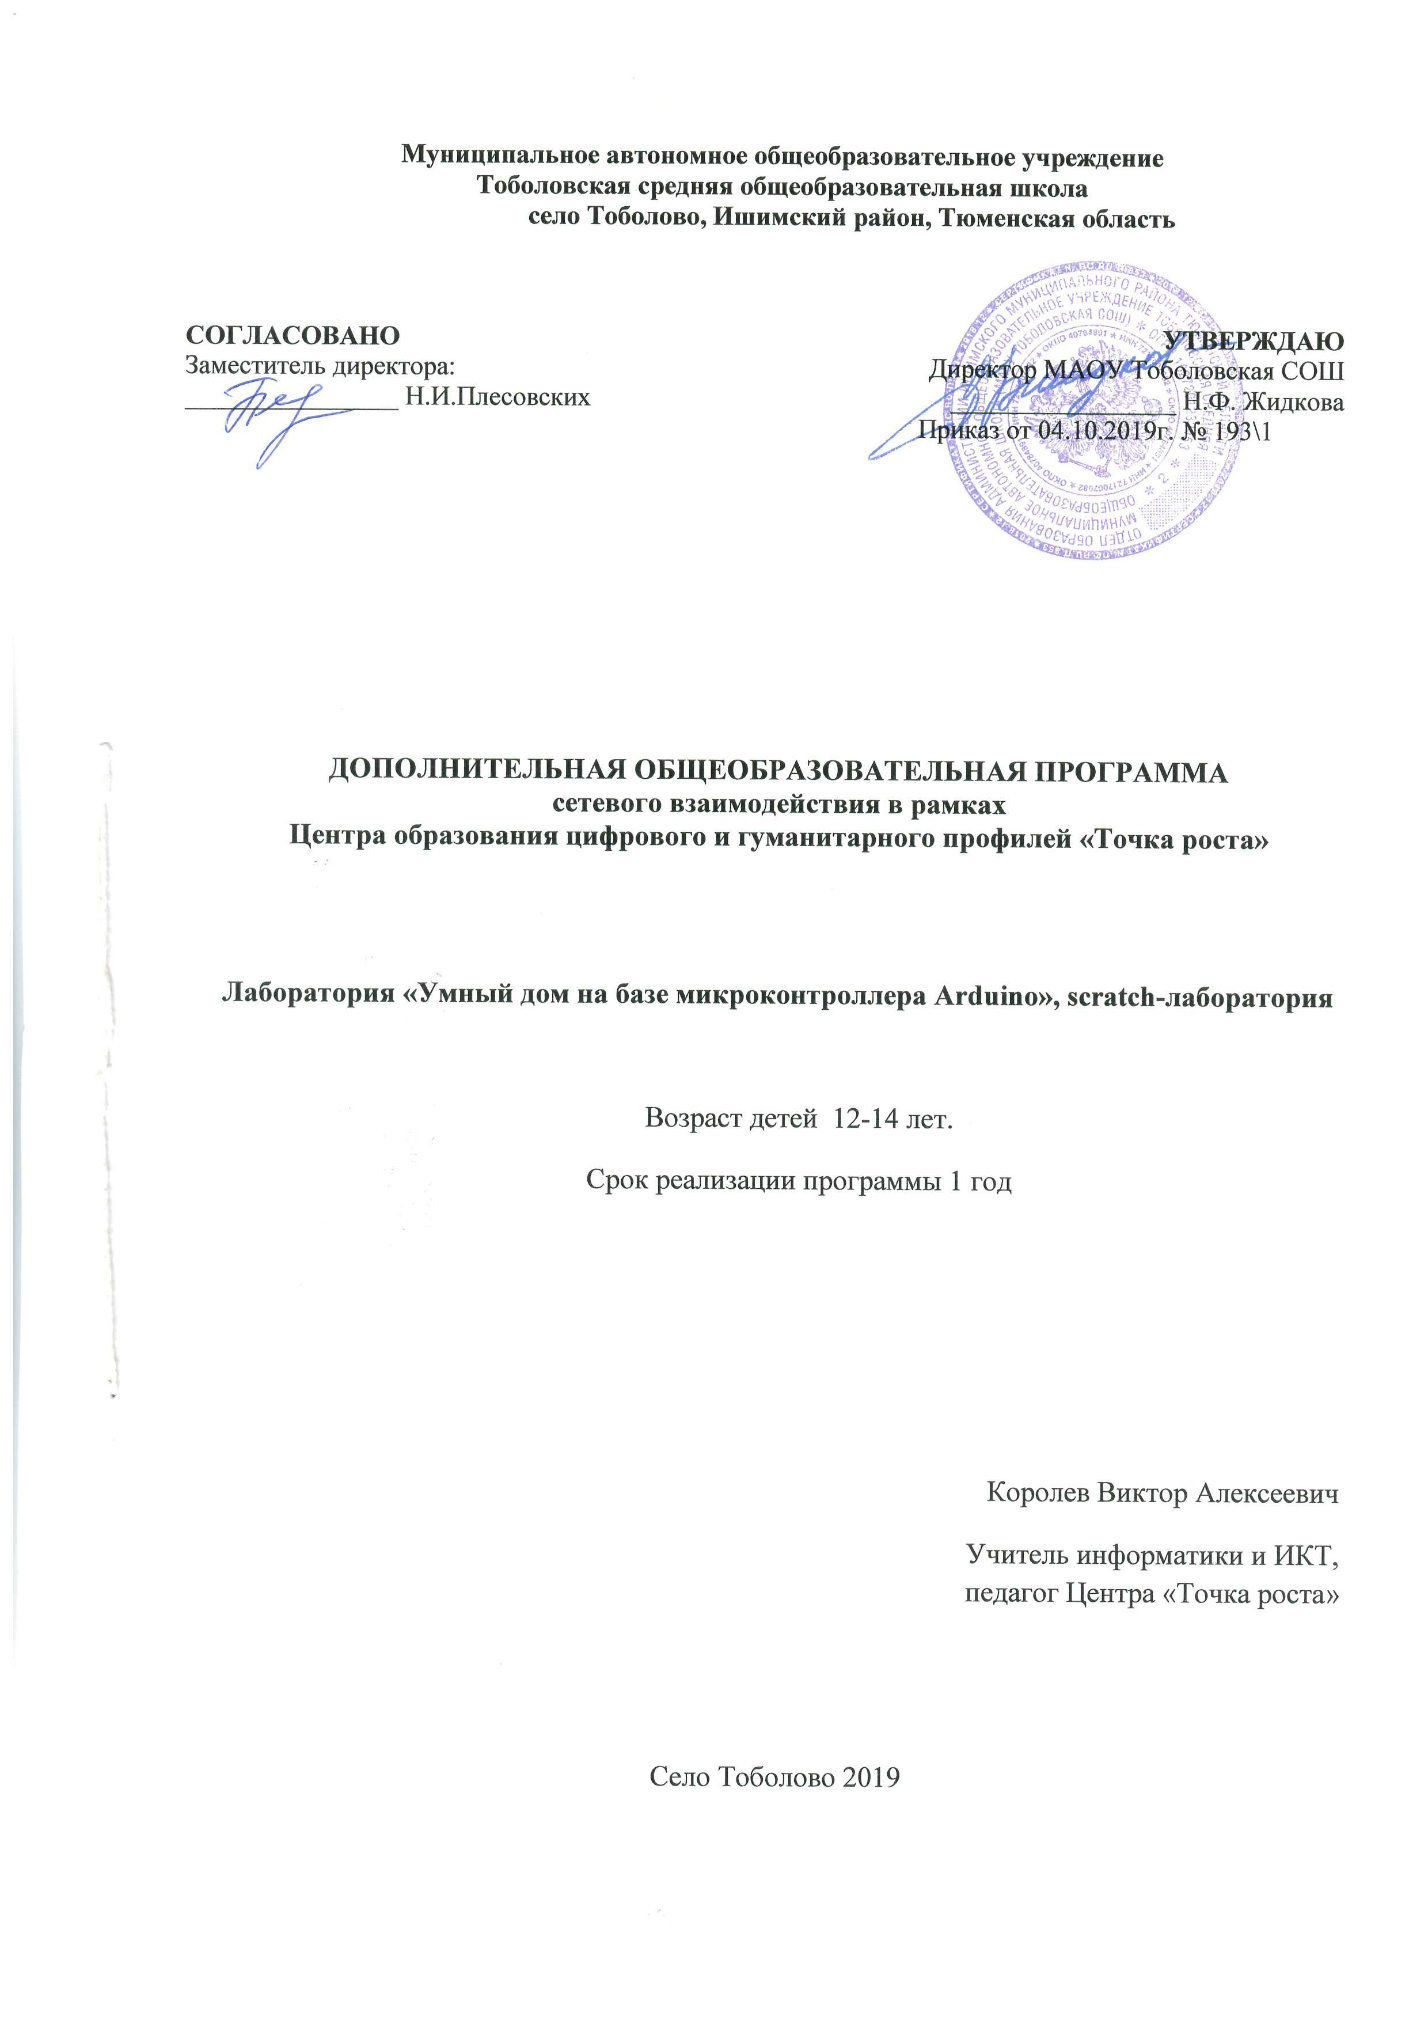 Муниципальное автономное общеобразовательное учреждение
Тоболовская средняя общеобразовательная школа
село Тоболово, Ишимский район, Тюменская область
СОГЛАСОВАНО
Заместитель директора:
Н.И.Плесовских
УТВЕРЖДАЮ
Директор МАОУ Тоболовская СОШ
Н.Ф. Жидкова
Приказ от 04.10.2019г. № 193\1
ДОПОЛНИТЕЛЬНАЯ ОБЩЕОБРАЗОВАТЕЛЬНАЯ ПРОГРАММА
сетевого взаимодействия в рамках
Центра образования цифрового и гуманитарного профилей «Точка роста»
Лаборатория «Умный дом на базе микроконтроллера Arduino», scratch-лаборатория
Возраст детей 12-14 лет.
Срок реализации программы 1 год
Королев Виктор Алексеевич
Учитель информатики и ИКТ,
педагог Центра «Точка роста»
Село Тоболово 2019